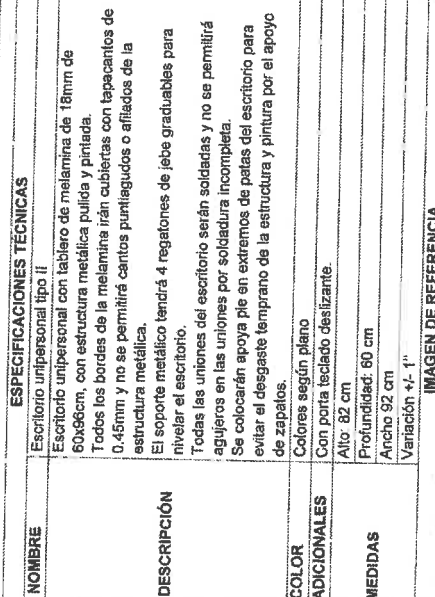 ESPECIFICACIONES TÉCNICAS
NOMBRE
Escritorio unipersonal tipo II
DESCRIPCIÓN
Escritorio unipersonal con tablero de melamina de 18mm de
60x96cm, con estructura metálica pulida y pintada.
Todos los bordes de la melamina irán cubiertas con tapacantos de
0.45mm y no se permitirá cantos puntiagudos o afilados de la
estructura metálica.
El soporte metálico tendrá 4 regatones de jebe graduables para
nivelar el escritorio.
Todas las uniones del escritorio serán soldadas y no se permitirá
agujeros en las uniones por soldadura incompleta.
Se colocarán apoya pie en extremos de patas del escritorio para
evitar el desgaste temprano de la estructura y pintura por el apoyo
de zapatos.
COLOR
Colores según plano
ADICIONALES
Con porta teclado deslizante.
MEDIDAS
Alto: 82 cm
Profundidad: 60 cm
Ancho 92 cm
Variación +/- 1"
IMAGEN DE REFERENCIA